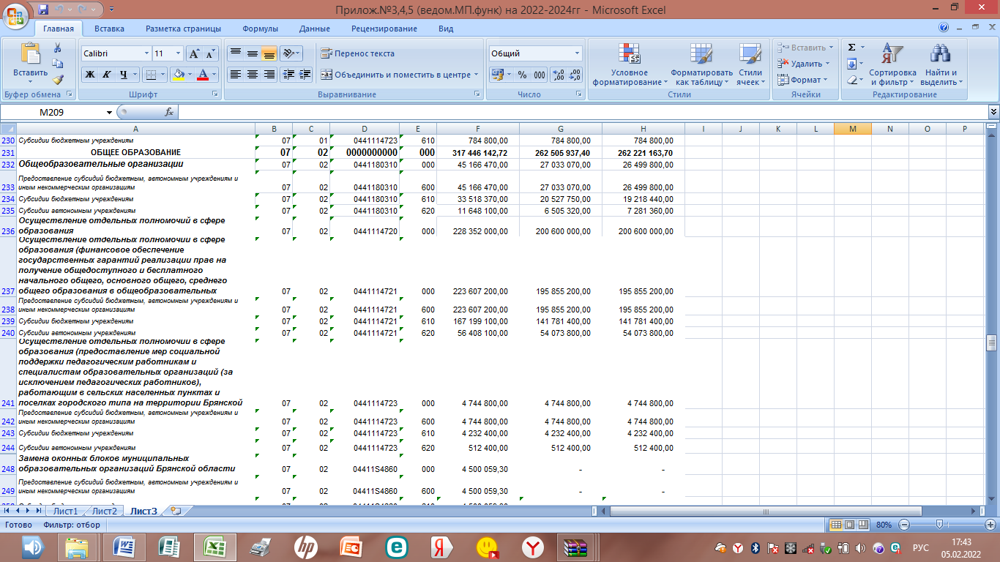 Прилож.№3,4,5 (ведом.МП.функ) на 2022-2024гг - Microsoft Excel
Главная Вставка Разметка страницы Формулы Данные Рецензирование Вид
Calibri 11 Перенос текста Общий Вставить
Вставить Ж К Ч Объединить и поместить в центре % 000 Условное форматирование Форматировать как таблицу Стили ячеек Удалить Формат Σ Сортировка и фильтр Найти и выделить
Буфер обмена Шрифт Выравнивание Число Стили Ячейки Редактирование
M209 fx
A B C D E F G H I J K L M N O P
230 Субсидии бюджетным учреждениям 07 01 0441114723 610 784 800,00 784 800,00 784 800,00
231 ОБЩЕЕ ОБРАЗОВАНИЕ 07 02 0000000000 000 317 446 142,72 262 505 937,40 262 221 163,70
232 Общеобразовательные организации 07 02 0441180310 000 45 166 470,00 27 033 070,00 26 499 800,00
Предоставление субсидий бюджетным, автономным учреждениям и
233 иным некоммерческим организациям 07 02 0441180310 600 45 166 470,00 27 033 070,00 26 499 800,00
234 Субсидии бюджетным учреждениям 07 02 0441180310 610 33 518 370,00 20 527 750,00 19 218 440,00
235 Субсидии автономным учреждениям 07 02 0441180310 620 11 648 100,00 6 505 320,00 7 281 360,00
Осуществление отдельных полномочий в сфере
236 образования 07 02 0441114720 000 228 352 000,00 200 600 000,00 200 600 000,00
Осуществление отдельных полномочий в сфере
образования (финансовое обеспечение
государственных гарантий реализации прав на
получение общедоступного и бесплатного
начального общего, основного общего, среднего
237 общего образования в общеобразовательных 07 02 0441114721 000 223 607 200,00 195 855 200,00 195 855 200,00
Предоставление субсидий бюджетным, автономным учреждениям и
238 иным некоммерческим организациям 07 02 0441114721 600 223 607 200,00 195 855 200,00 195 855 200,00
239 Субсидии бюджетным учреждениям 07 02 0441114721 610 167 199 100,00 141 781 400,00 141 781 400,00
240 Субсидии автономным учреждениям 07 02 0441114721 620 56 408 100,00 54 073 800,00 54 073 800,00
Осуществление отдельных полномочий в сфере
образования (предоставление мер социальной
поддержки педагогическим работникам и
специалистам образовательных организаций (за
исключением педагогических работников),
работающим в сельских населенных пунктах и
241 поселках городского типа на территории Брянской 07 02 0441114723 000 4 744 800,00 4 744 800,00 4 744 800,00
Предоставление субсидий бюджетным, автономным учреждениям и
242 иным некоммерческим организациям 07 02 0441114723 600 4 744 800,00 4 744 800,00 4 744 800,00
243 Субсидии бюджетным учреждениям 07 02 0441114723 610 4 232 400,00 4 232 400,00 4 232 400,00
244 Субсидии автономным учреждениям 07 02 0441114723 620 512 400,00 512 400,00 512 400,00
Замена оконных блоков муниципальных
248 образовательных организаций Брянской области 07 02 04411S4860 000 4 500 059,30 - -
Предоставление субсидий бюджетным, автономным учреждениям и
249 иным некоммерческим организациям 07 02 04411S4860 600 4 500 059,30 - -
Лист1 Лист2 Лист3
Готово Фильтр: отбор 80%
РУС 17:43
05.02.2022